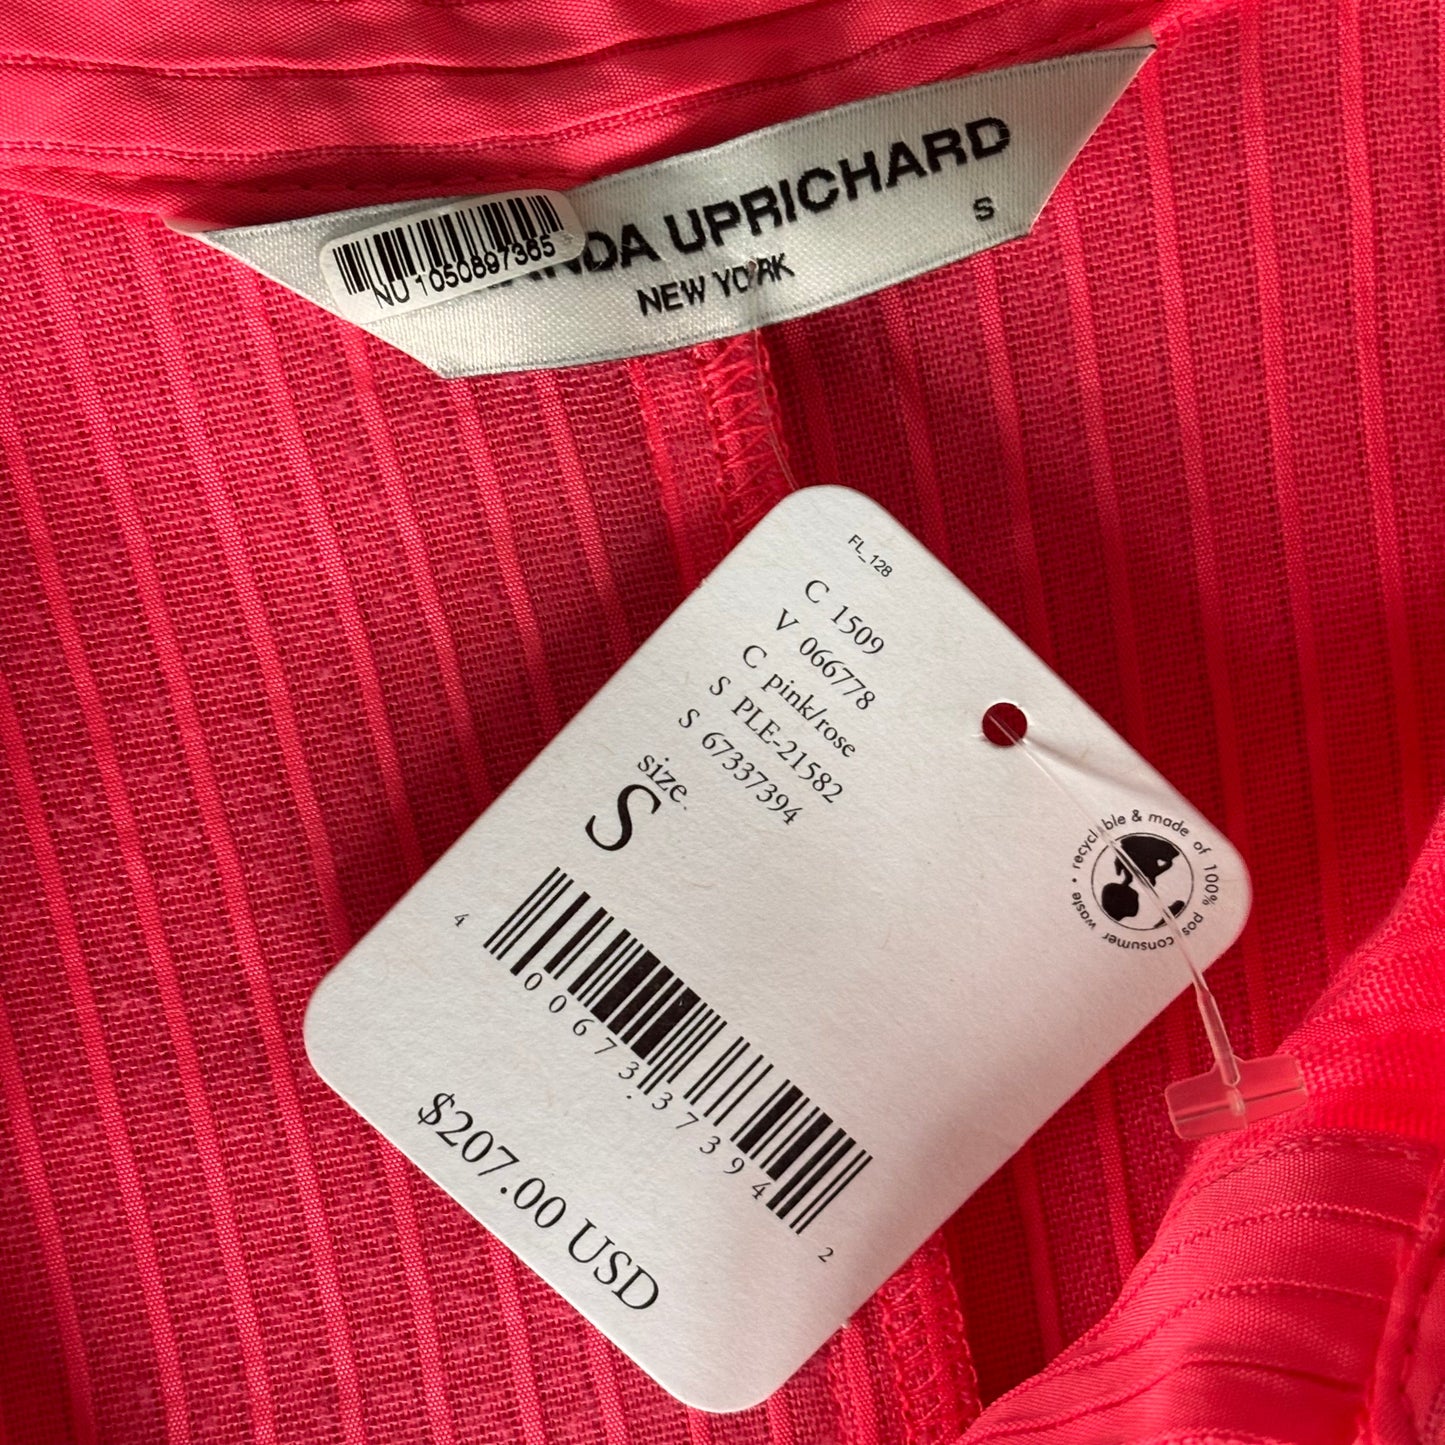 NDA UPRICHARD
S
NEW YORK
NU 1050897365
FL_128
C 1509
V 066778
C pink/rose
S PLE-21582
S 67337394
size
S
4 00673 37394 2
$207.00 USD
recyclable & made of 100% post consumer waste